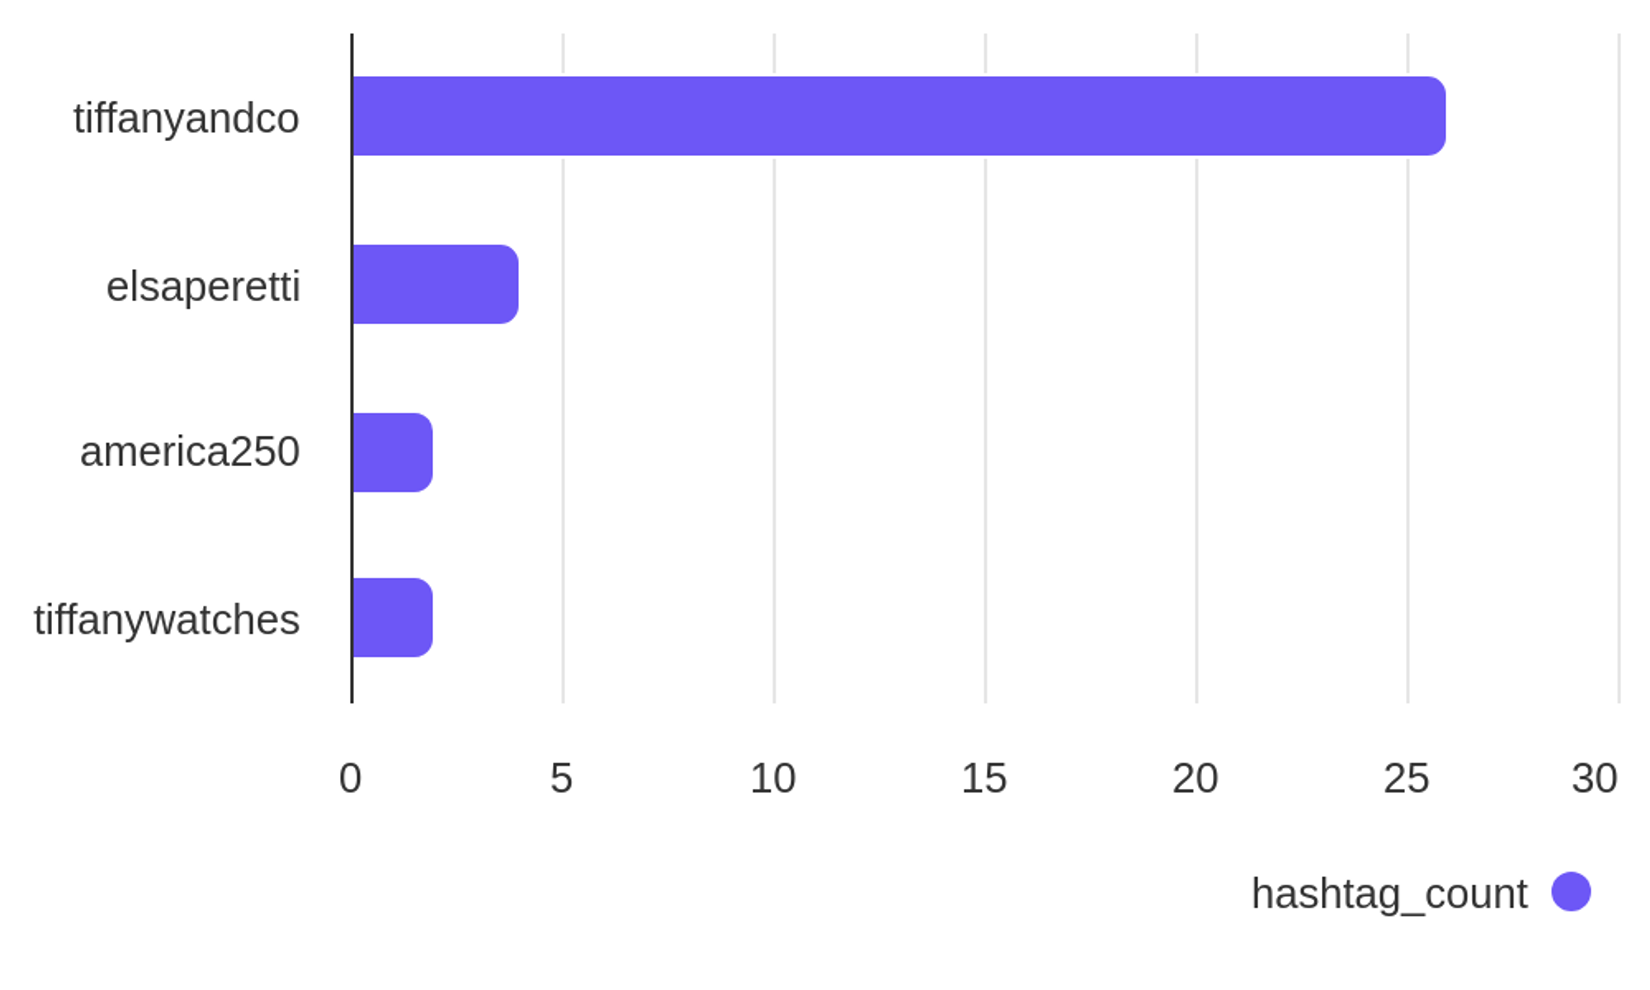 tiffanyandco
elsaperetti
america250
tiffanywatches
0 5 10 15 20 25 30
hashtag_count